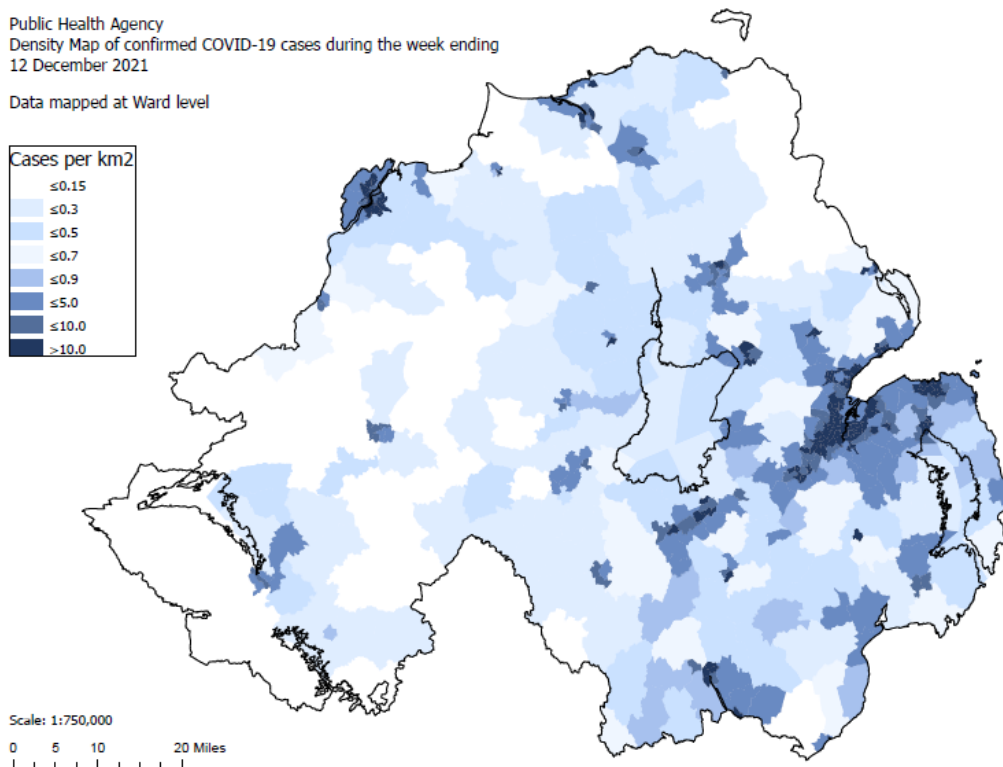 Public Health Agency
Density Map of confirmed COVID-19 cases during the week ending
12 December 2021
Data mapped at Ward level
Cases per km2
≤0.15
≤0.3
≤0.5
≤0.7
≤0.9
≤5.0
≤10.0
>10.0
Scale: 1:750,000
0 5 10 20 Miles